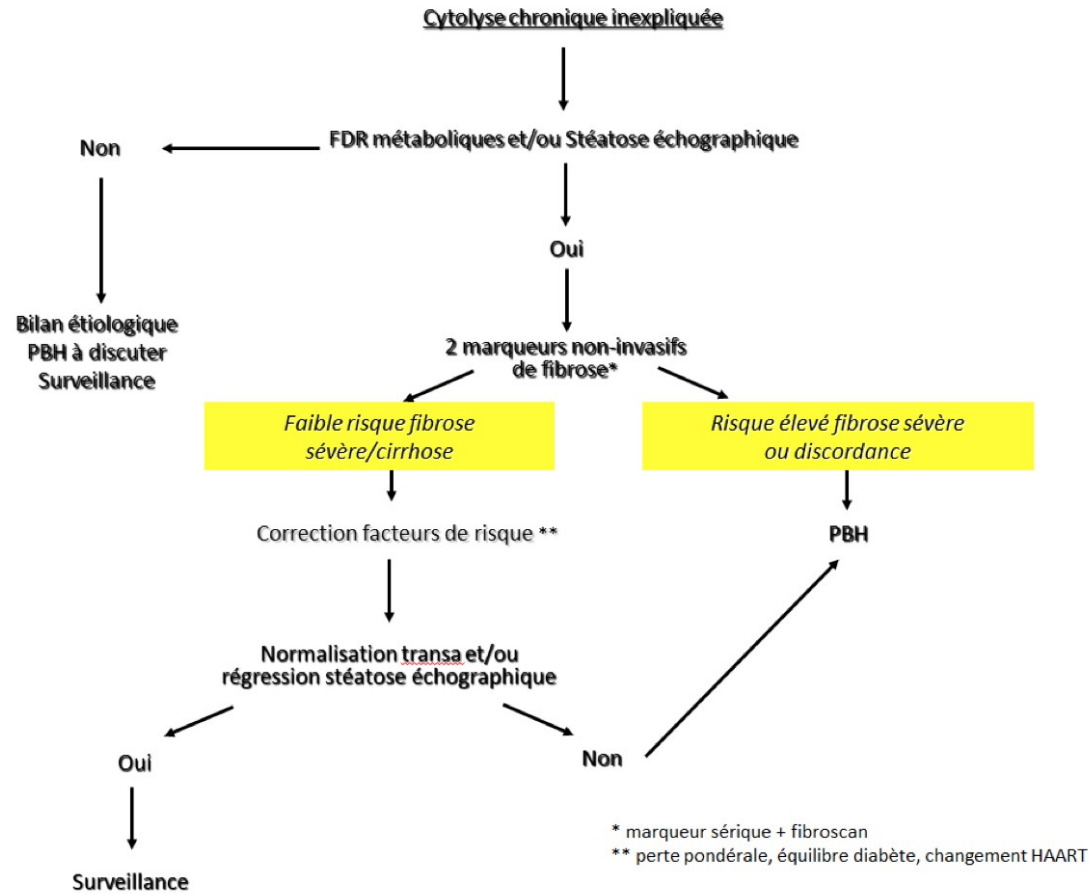 Cytolyse chronique inexpliquée
FDR métaboliques et/ou Stéatose échographique
Non
Oui
Bilan étiologique
PBH à discuter
Surveillance
2 marqueurs non-invasifs
de fibrose*
Faible risque fibrose
sévère/cirrhose
Risque élevé fibrose sévère
ou discordance
Correction facteurs de risque **
PBH
Normalisation transa et/ou
régression stéatose échographique
Oui
Non
Surveillance
* marqueur sérique + fibroscan
** perte pondérale, équilibre diabète, changement HAART